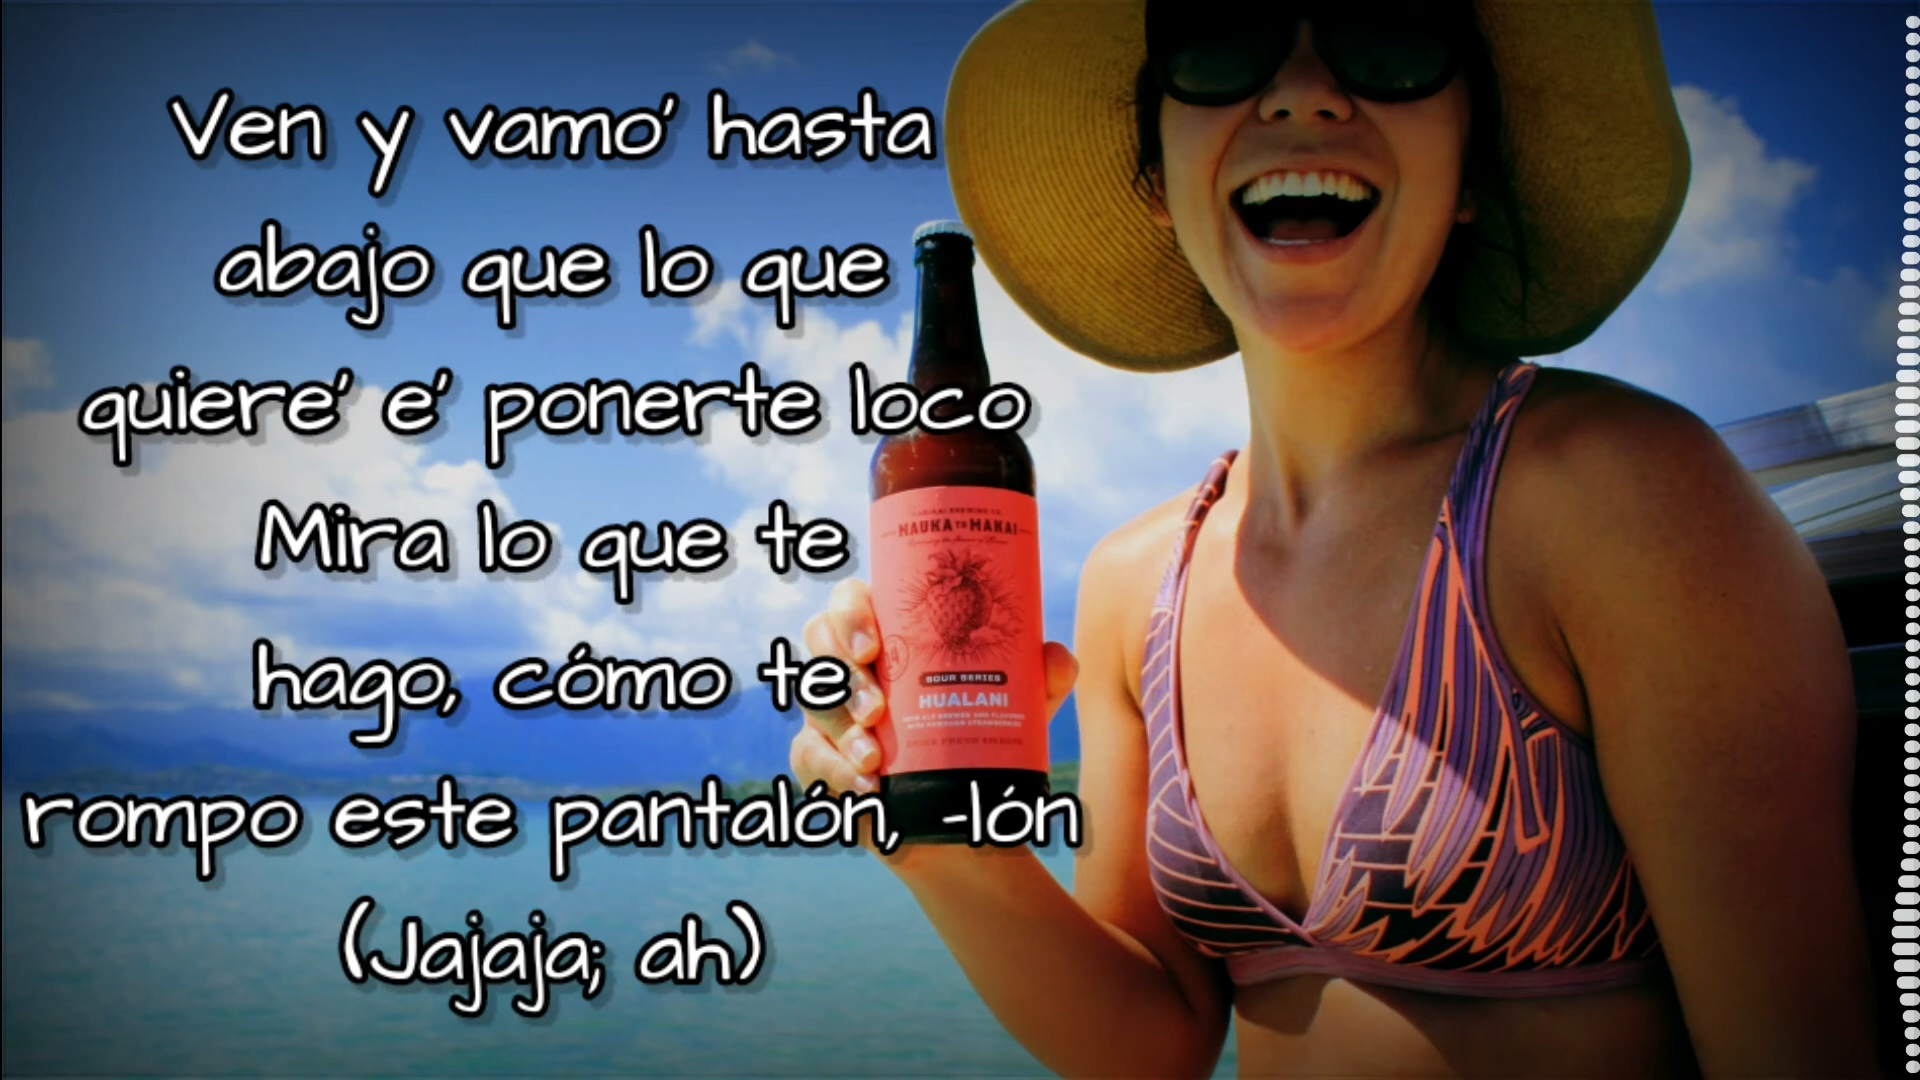 Ven y vamo' hasta
abajo que lo que
quiere' e' ponerte loco
Mira lo que te
hago, cómo te
rompo este pantalón, -lón
(Jajaja; ah)
MAUKA TO MAKAI
SOUR SERIES
HUALANI